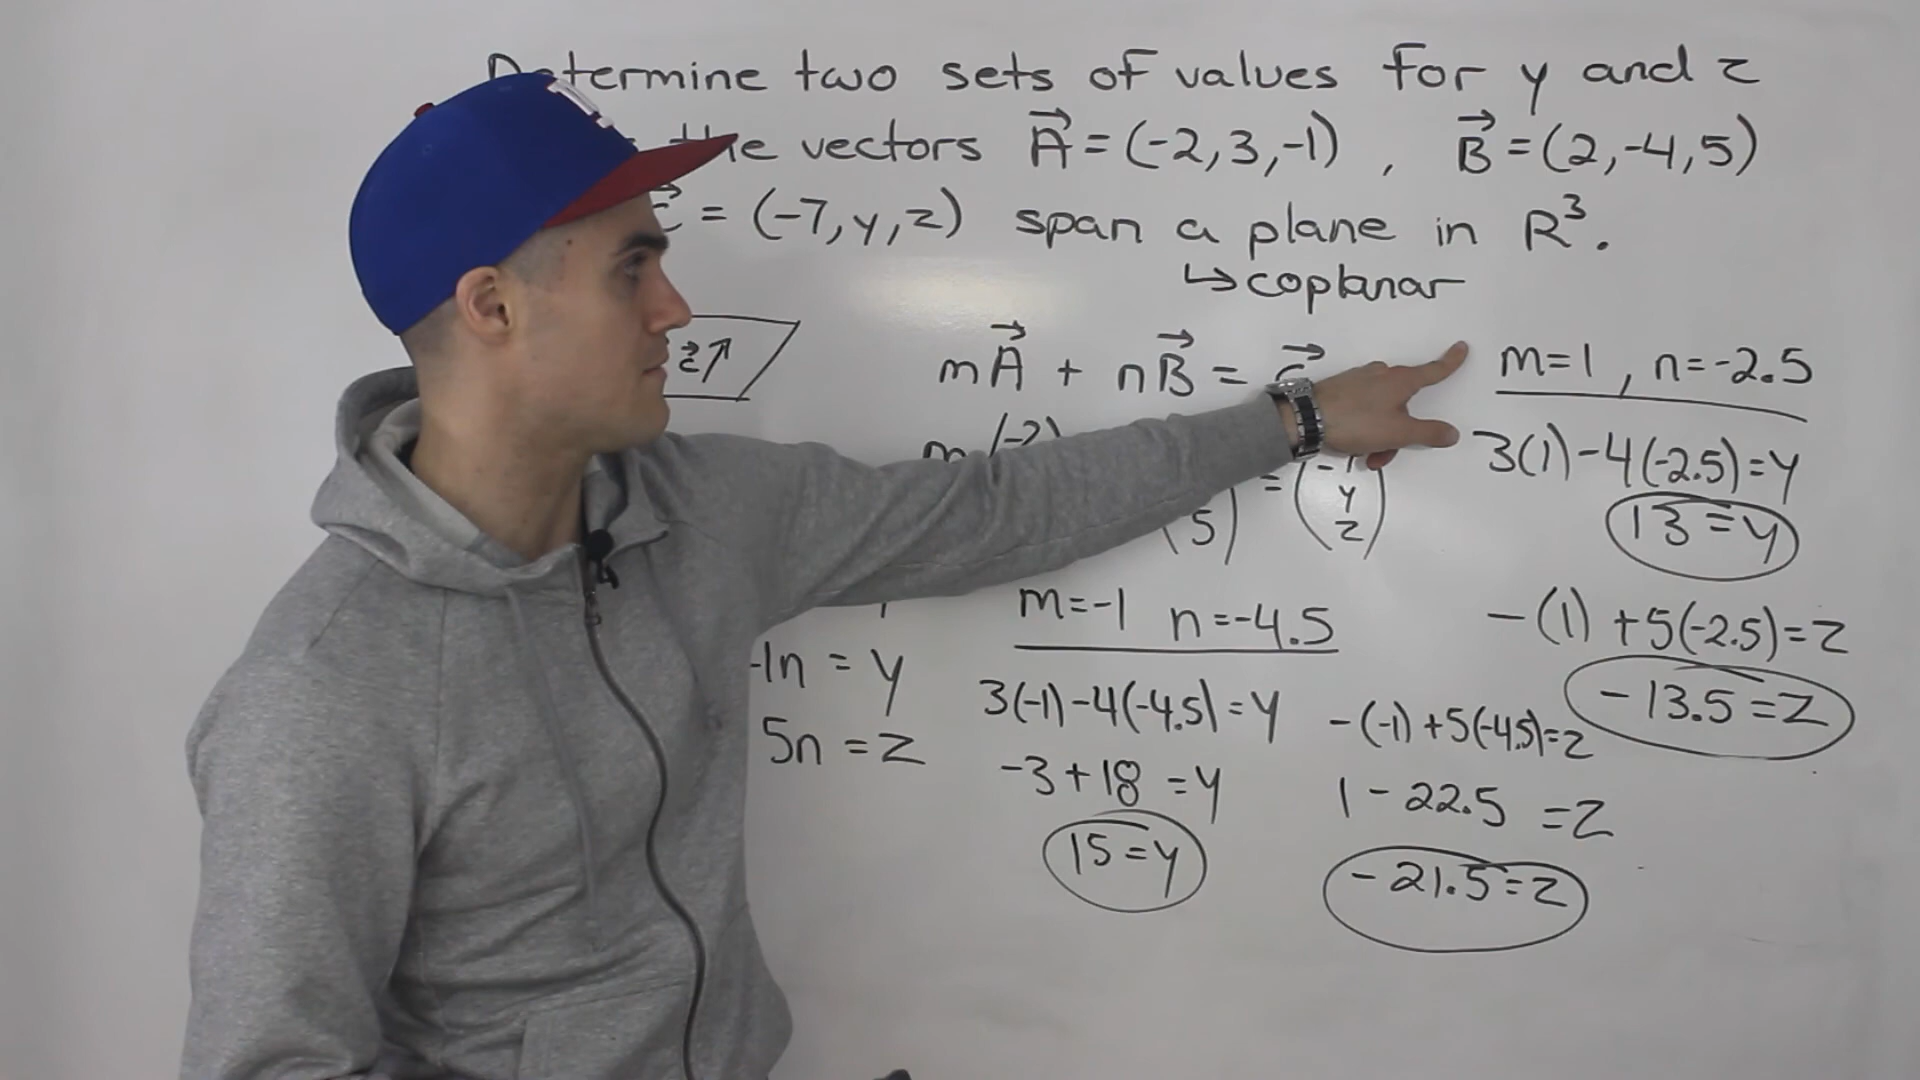 Determine two sets of values for y and z
the vectors A⃗ = (-2, 3, -1) , B⃗ = (2, -4, 5)
c⃗ = (-7, y, z) span a plane in R³.
↳ coplanar
c⃗
mA⃗ + nB⃗ = c⃗
m=1, n=-2.5
m (-2
5) = (-7
y
z)
3(1)-4(-2.5)=y
13=y
-(1) +5(-2.5)=z
-13.5=z
n = y
5n = z
m=-1 n=-4.5
3(-1)-4(-4.5)=y
-3+18 =y
15=y
-(-1)+5(-4.5)=z
1 - 22.5 =z
-21.5=z